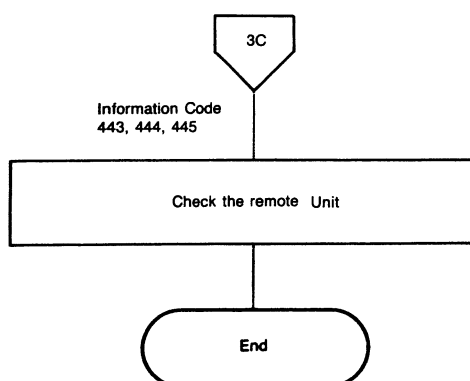 3C
Information Code
443, 444, 445
Check the remote Unit
End